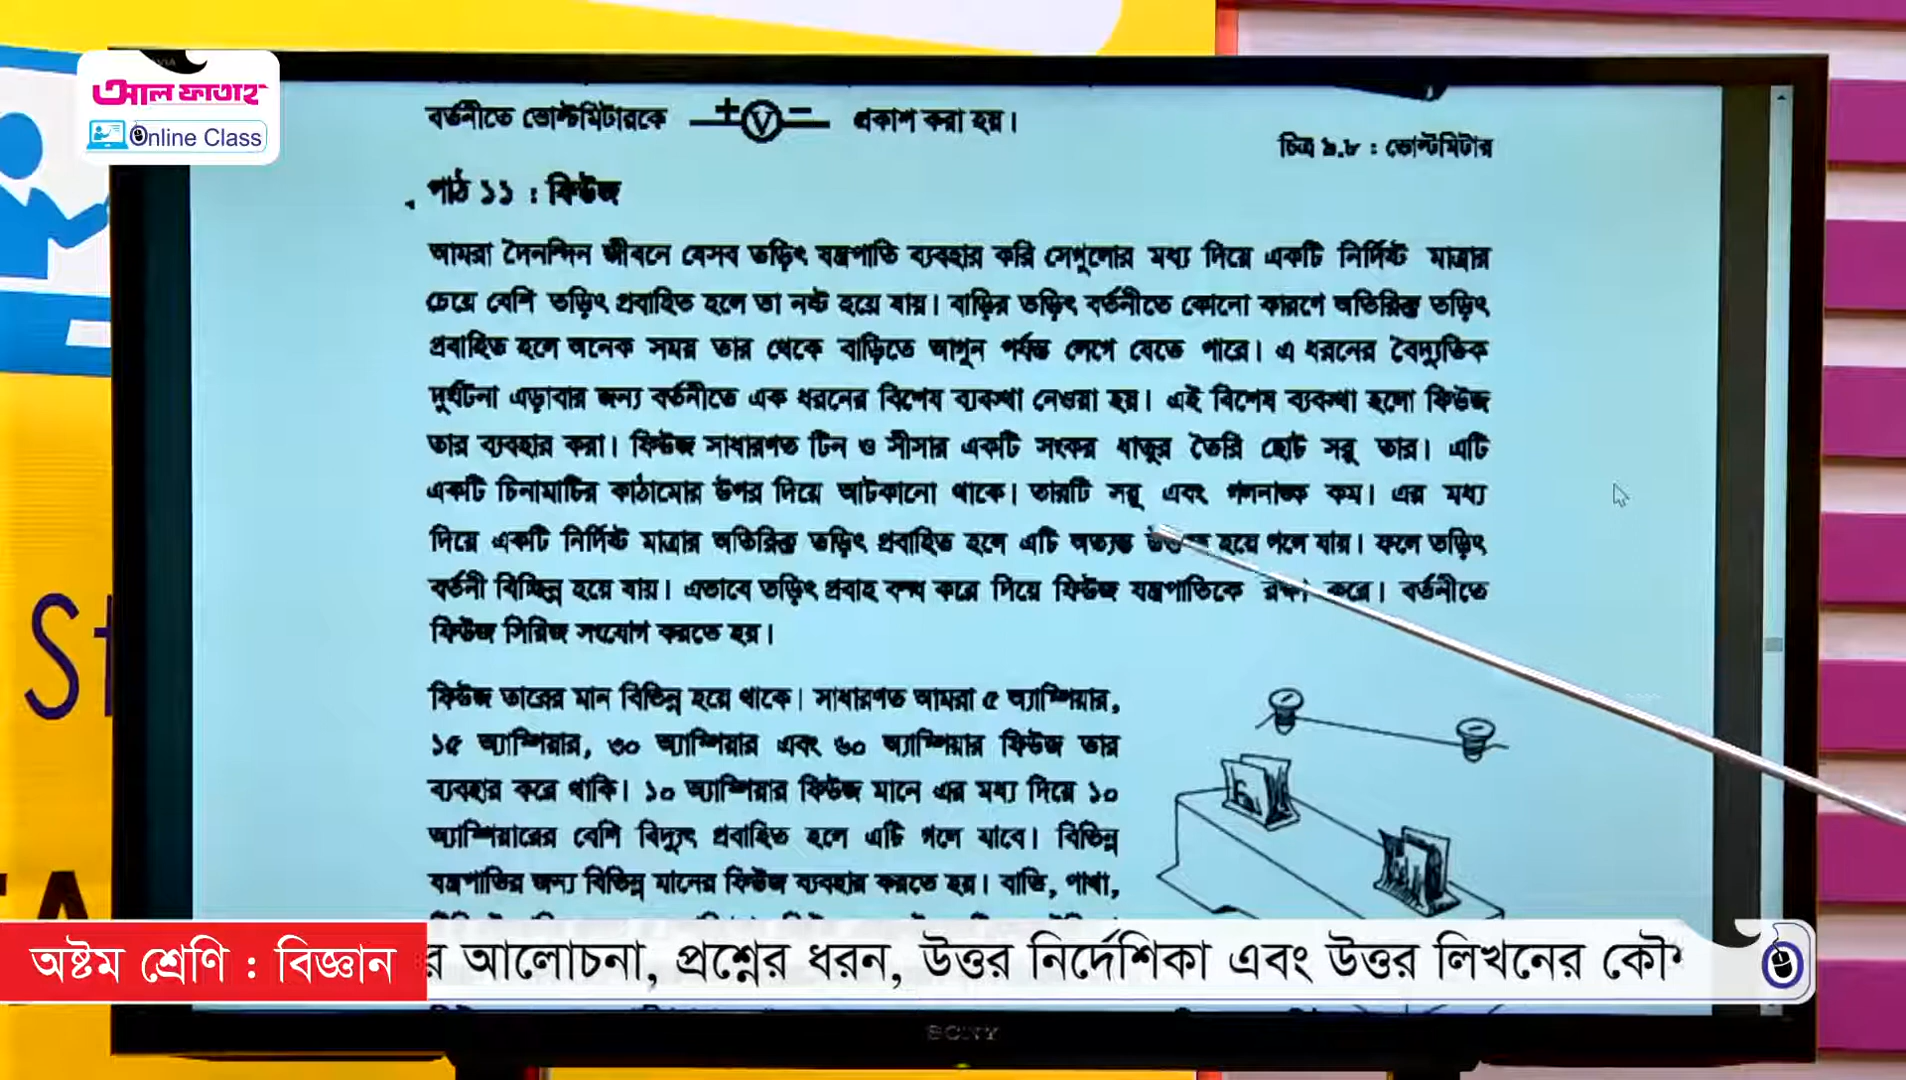 আল ফাতাহ
Online Class
বর্তনীতে ভোল্টমিটারকে + V − প্রকাশ করা হয়।
চিত্র ৯.৮ : ভোল্টমিটার
পাঠ ১১ : ফিউজ
আমরা দৈনন্দিন জীবনে যেসব তড়িৎ যন্ত্রপাতি ব্যবহার করি সেগুলোর মধ্য দিয়ে একটি নির্দিষ্ট মাত্রার
চেয়ে বেশি তড়িৎ প্রবাহিত হলে তা নষ্ট হয়ে যায়। বাড়ির তড়িৎ বর্তনীতে কোনো কারণে অতিরিক্ত তড়িৎ
প্রবাহিত হলে অনেক সময় তার থেকে বাড়িতে আগুন পর্যন্ত লেগে যেতে পারে। এ ধরনের বৈদ্যুতিক
দুর্ঘটনা এড়াবার জন্য বর্তনীতে এক ধরনের বিশেষ ব্যবস্থা নেওয়া হয়। এই বিশেষ ব্যবস্থা হলো ফিউজ
তার ব্যবহার করা। ফিউজ সাধারণত টিন ও সীসার একটি সংকর ধাতুর তৈরি ছোট সরু তার। এটি
একটি চিনামাটির কাঠামোর উপর দিয়ে আটকানো থাকে। তারটি সরু এবং গলনাঙ্ক কম। এর মধ্য
দিয়ে একটি নির্দিষ্ট মাত্রার অতিরিক্ত তড়িৎ প্রবাহিত হলে এটি অত্যন্ত উত্তপ্ত হয়ে গলে যায়। ফলে তড়িৎ
বর্তনী বিচ্ছিন্ন হয়ে যায়। এভাবে তড়িৎ প্রবাহ বন্ধ করে দিয়ে ফিউজ যন্ত্রপাতিকে রক্ষা করে। বর্তনীতে
ফিউজ সিরিজ সংযোগ করতে হয়।
ফিউজ তারের মান বিভিন্ন হয়ে থাকে। সাধারণত আমরা ৫ অ্যাম্পিয়ার,
১৫ অ্যাম্পিয়ার, ৩০ অ্যাম্পিয়ার এবং ৬০ অ্যাম্পিয়ার ফিউজ তার
ব্যবহার করে থাকি। ১০ অ্যাম্পিয়ার ফিউজ মানে এর মধ্য দিয়ে ১০
অ্যাম্পিয়ারের বেশি বিদ্যুৎ প্রবাহিত হলে এটি গলে যাবে। বিভিন্ন
যন্ত্রপাতির জন্য বিভিন্ন মানের ফিউজ ব্যবহার করতে হয়। বাতি, পাখা,
অষ্টম শ্রেণি : বিজ্ঞান
র আলোচনা, প্রশ্নের ধরন, উত্তর নির্দেশিকা এবং উত্তর লিখনের কৌ
SONY